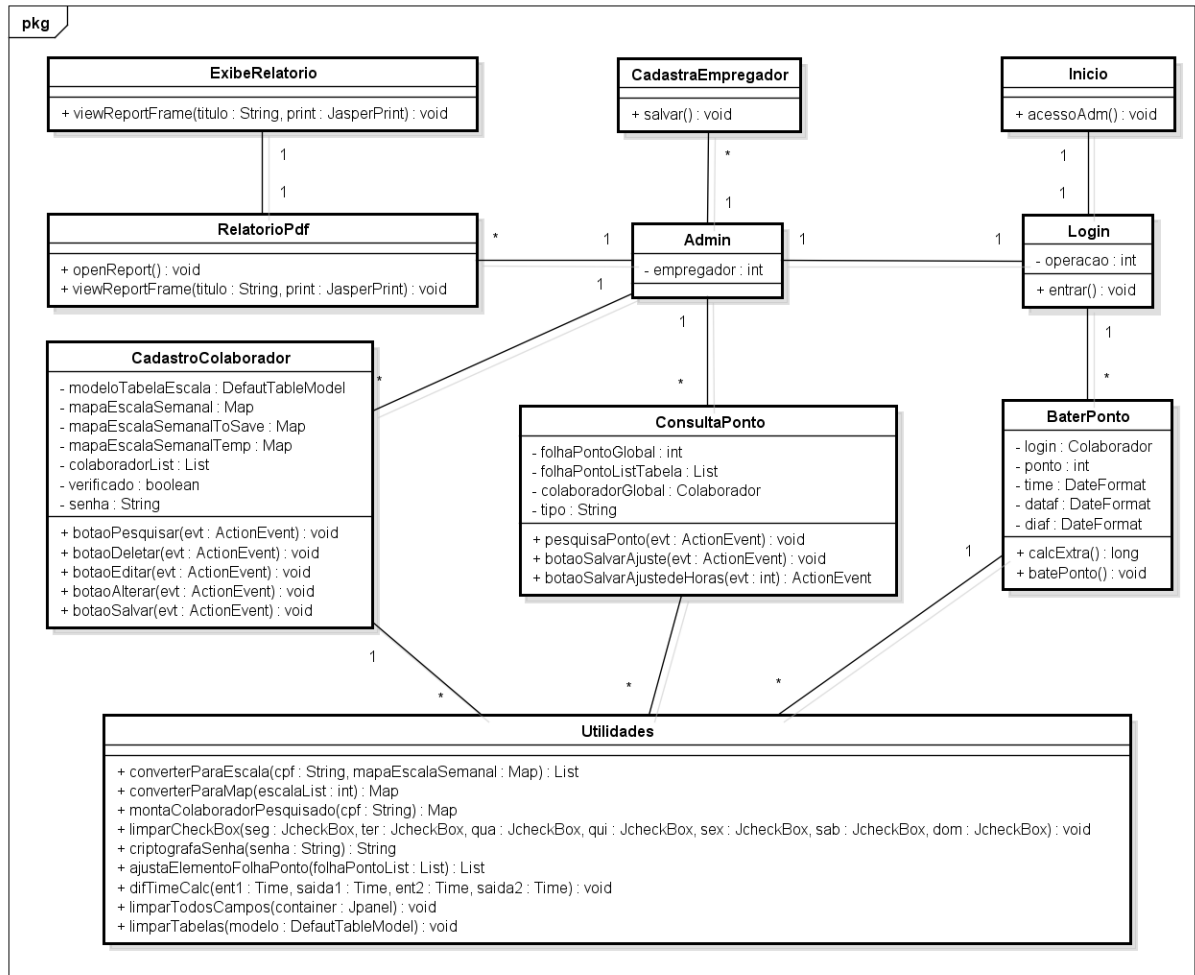 pkg
ExibeRelatorio
+ viewReportFrame(titulo : String, print : JasperPrint) : void
CadastraEmpregador
+ salvar() : void
Inicio
+ acessoAdm() : void
1
1
*
1
1
1
RelatorioPdf
+ openReport() : void
+ viewReportFrame(titulo : String, print : JasperPrint) : void
*
1
Admin
- empregador : int
1
1
Login
- operacao : int
+ entrar() : void
1
*
1
*
1
*
CadastroColaborador
- modeloTabelaEscala : DefautTableModel
- mapaEscalaSemanal : Map
- mapaEscalaSemanalToSave : Map
- mapaEscalaSemanalTemp : Map
- colaboradorList : List
- verificado : boolean
- senha : String
+ botaoPesquisar(evt : ActionEvent) : void
+ botaoDeletar(evt : ActionEvent) : void
+ botaoEditar(evt : ActionEvent) : void
+ botaoAlterar(evt : ActionEvent) : void
+ botaoSalvar(evt : ActionEvent) : void
ConsultaPonto
- folhaPontoGlobal : int
- folhaPontoListTabela : List
- colaboradorGlobal : Colaborador
- tipo : String
+ pesquisaPonto(evt : ActionEvent) : void
+ botaoSalvarAjuste(evt : ActionEvent) : void
+ botaoSalvarAjustedeHoras(evt : int) : ActionEvent
BaterPonto
- login : Colaborador
- ponto : int
- time : DateFormat
- dataf : DateFormat
- diaf : DateFormat
+ calcExtra() : long
+ batePonto() : void
1
*
*
1
*
Utilidades
+ converterParaEscala(cpf : String, mapaEscalaSemanal : Map) : List
+ converterParaMap(escalaList : int) : Map
+ montaColaboradorPesquisado(cpf : String) : Map
+ limparCheckBox(seg : JcheckBox, ter : JcheckBox, qua : JcheckBox, qui : JcheckBox, sex : JcheckBox, sab : JcheckBox, dom : JcheckBox) : void
+ criptografaSenha(senha : String) : String
+ ajustaElementoFolhaPonto(folhaPontoList : List) : List
+ difTimeCalc(ent1 : Time, saida1 : Time, ent2 : Time, saida2 : Time) : void
+ limparTodosCampos(container : Jpanel) : void
+ limparTabelas(modelo : DefautTableModel) : void